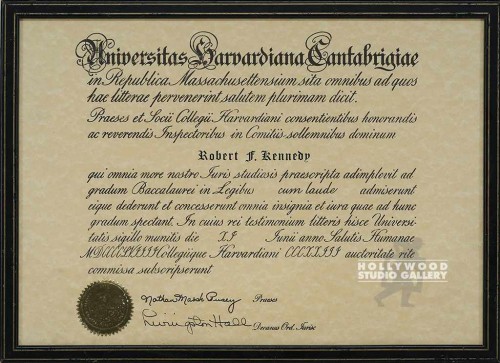 Universitas Harvardiana Cantabrigiae
in Republica Massachusettensium sita omnibus ad quos
hae litterae pervenerint salutem plurimam dicit.
Praeses et Socii Collegii Harvardiani consentientibus honorandis
ac reverendis Inspectoribus in Comitiis sollemnibus dominum
Robert F. Kennedy
qui omnia more nostro Iuris studiosis praescripta adimplevit ad
gradum Baccalaurei in Legibus cum laude admiserunt
eique dederunt et concesserunt omnia insignia et iura quae ad hunc
gradum spectant. In cuius rei testimonium litteris hisce Universi-
tatis sigillo munitis die XI Iunii anno Salutis Humanae
Collegiique Harvardiani auctoritate rite
commissa subscripserunt
HOLLYWOOD
STUDIO GALLERY
Nathan Marsh Pusey Praeses
Livingston Hall Decanus Ord. Iurisc